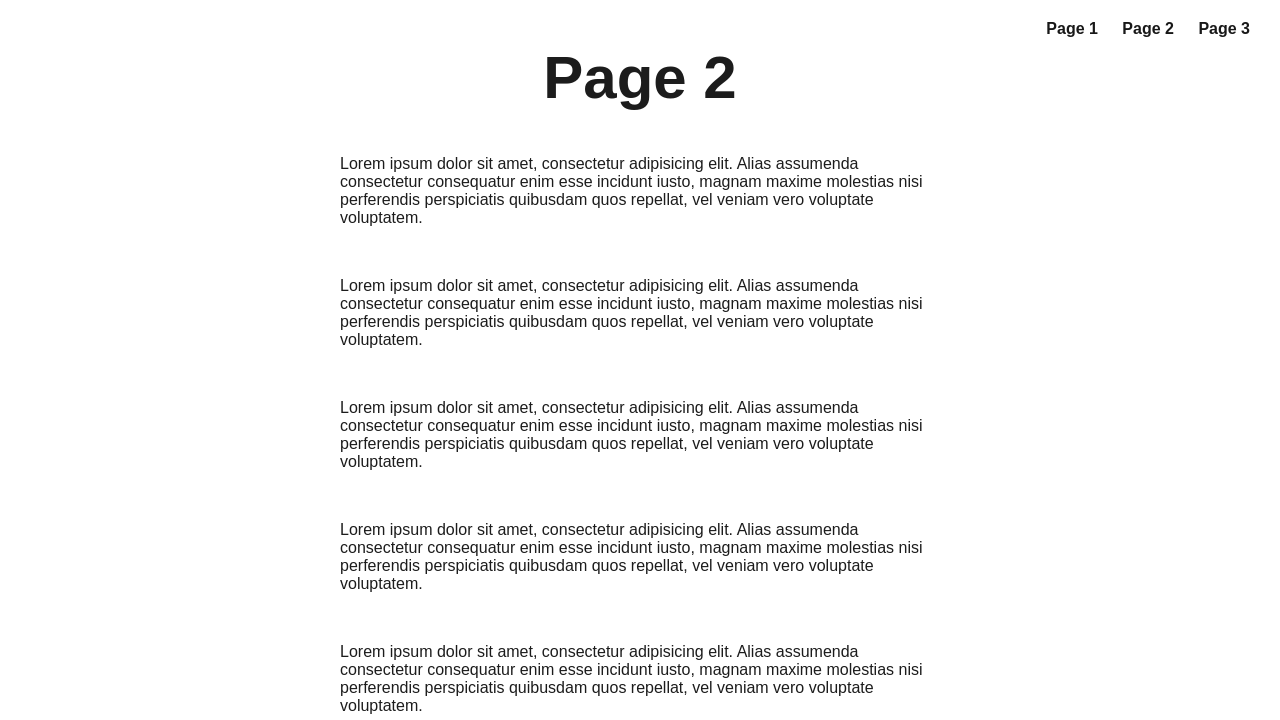 Page 1 Page 2 Page 3
Page 2
Lorem ipsum dolor sit amet, consectetur adipisicing elit. Alias assumenda
consectetur consequatur enim esse incidunt iusto, magnam maxime molestias nisi
perferendis perspiciatis quibusdam quos repellat, vel veniam vero voluptate
voluptatem.
Lorem ipsum dolor sit amet, consectetur adipisicing elit. Alias assumenda
consectetur consequatur enim esse incidunt iusto, magnam maxime molestias nisi
perferendis perspiciatis quibusdam quos repellat, vel veniam vero voluptate
voluptatem.
Lorem ipsum dolor sit amet, consectetur adipisicing elit. Alias assumenda
consectetur consequatur enim esse incidunt iusto, magnam maxime molestias nisi
perferendis perspiciatis quibusdam quos repellat, vel veniam vero voluptate
voluptatem.
Lorem ipsum dolor sit amet, consectetur adipisicing elit. Alias assumenda
consectetur consequatur enim esse incidunt iusto, magnam maxime molestias nisi
perferendis perspiciatis quibusdam quos repellat, vel veniam vero voluptate
voluptatem.
Lorem ipsum dolor sit amet, consectetur adipisicing elit. Alias assumenda
consectetur consequatur enim esse incidunt iusto, magnam maxime molestias nisi
perferendis perspiciatis quibusdam quos repellat, vel veniam vero voluptate
voluptatem.